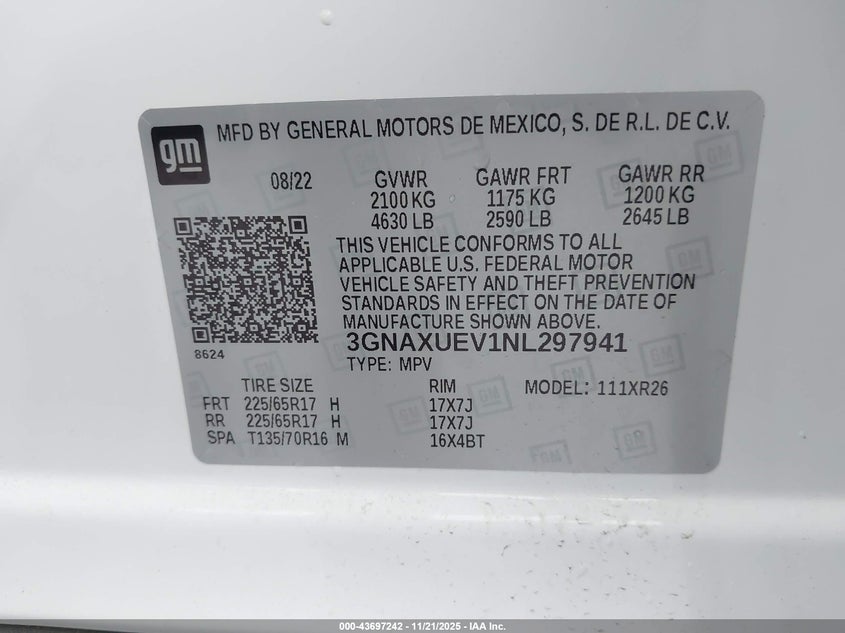 gm
MFD BY GENERAL MOTORS DE MEXICO, S. DE R.L. DE C.V.
08/22 GVWR GAWR FRT GAWR RR
2100 KG 1175 KG 1200 KG
4630 LB 2590 LB 2645 LB
THIS VEHICLE CONFORMS TO ALL
APPLICABLE U.S. FEDERAL MOTOR
VEHICLE SAFETY AND THEFT PREVENTION
STANDARDS IN EFFECT ON THE DATE OF
MANUFACTURE SHOWN ABOVE.
8624
3GNAXUEV1NL297941
TYPE: MPV
TIRE SIZE RIM MODEL: 111XR26
FRT 225/65R17 H 17X7J
RR 225/65R17 H 17X7J
SPA T135/70R16 M 16X4BT
000-43697242 - 11/21/2025 - IAA Inc.